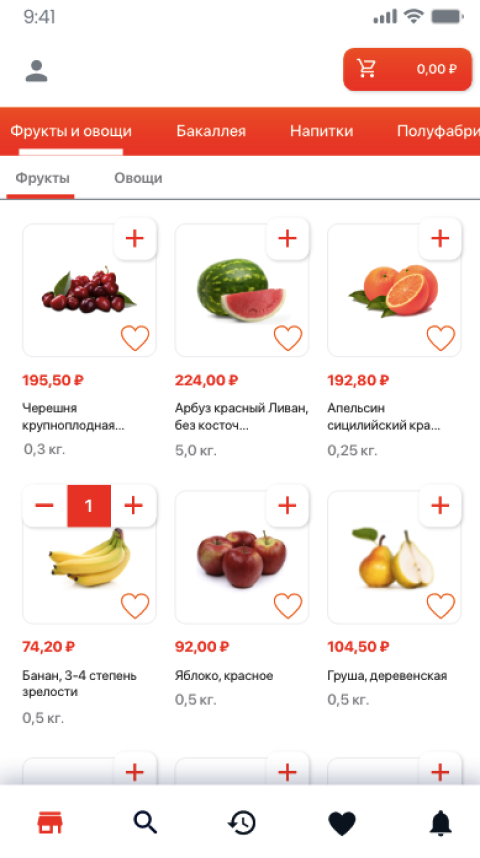 9:41
0,00 ₽
Фрукты и овощи Бакаллея Напитки Полуфабри
Фрукты Овощи
195,50 ₽ 224,00 ₽ 192,80 ₽
Черешня Арбуз красный Ливан, Апельсин
крупноплодная... без косточ... сицилийский кра...
0,3 кг. 5,0 кг. 0,25 кг.
1
74,20 ₽ 92,00 ₽ 104,50 ₽
Банан, 3-4 степень Яблоко, красное Груша, деревенская
зрелости
0,5 кг. 0,5 кг. 0,5 кг.